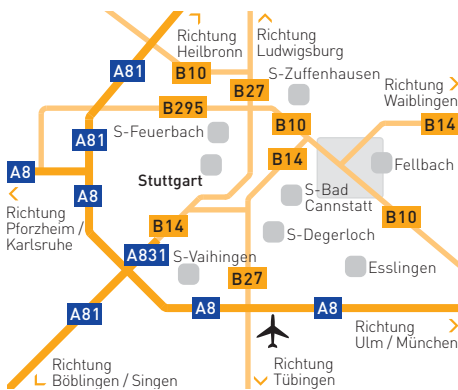 Richtung
Heilbronn
Richtung
Ludwigsburg
A81
B10
S-Zuffenhausen
B27
Richtung
Waiblingen
B295
S-Feuerbach
B10
B14
A81
B14
A8
Fellbach
Stuttgart
A8
S-Bad
Cannstatt
Richtung
Pforzheim /
Karlsruhe
B14
B10
S-Degerloch
A831
S-Vaihingen
B27
Esslingen
A81
A8
A8
Richtung
Ulm / München
Richtung
Böblingen / Singen
Richtung
Tübingen